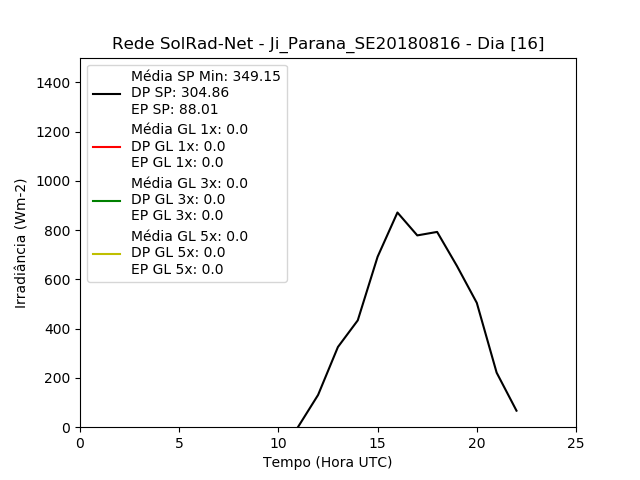 Rede SolRad-Net - Ji_Parana_SE20180816 - Dia [16]
Média SP Min: 349.15
DP SP: 304.86
EP SP: 88.01
Média GL 1x: 0.0
DP GL 1x: 0.0
EP GL 1x: 0.0
Média GL 3x: 0.0
DP GL 3x: 0.0
EP GL 3x: 0.0
Média GL 5x: 0.0
DP GL 5x: 0.0
EP GL 5x: 0.0
Irradiância (Wm-2)
1400
1200
1000
800
600
400
200
0
0 5 10 15 20 25
Tempo (Hora UTC)